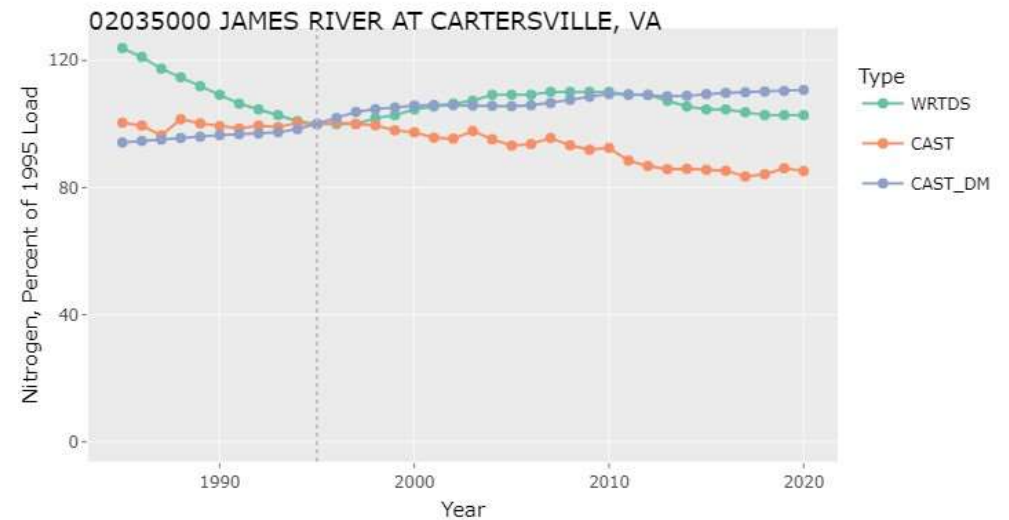 02035000 JAMES RIVER AT CARTERSVILLE, VA
Nitrogen, Percent of 1995 Load
120
80
40
0
1990
2000
2010
2020
Year
Type
WRTDS
CAST
CAST_DM